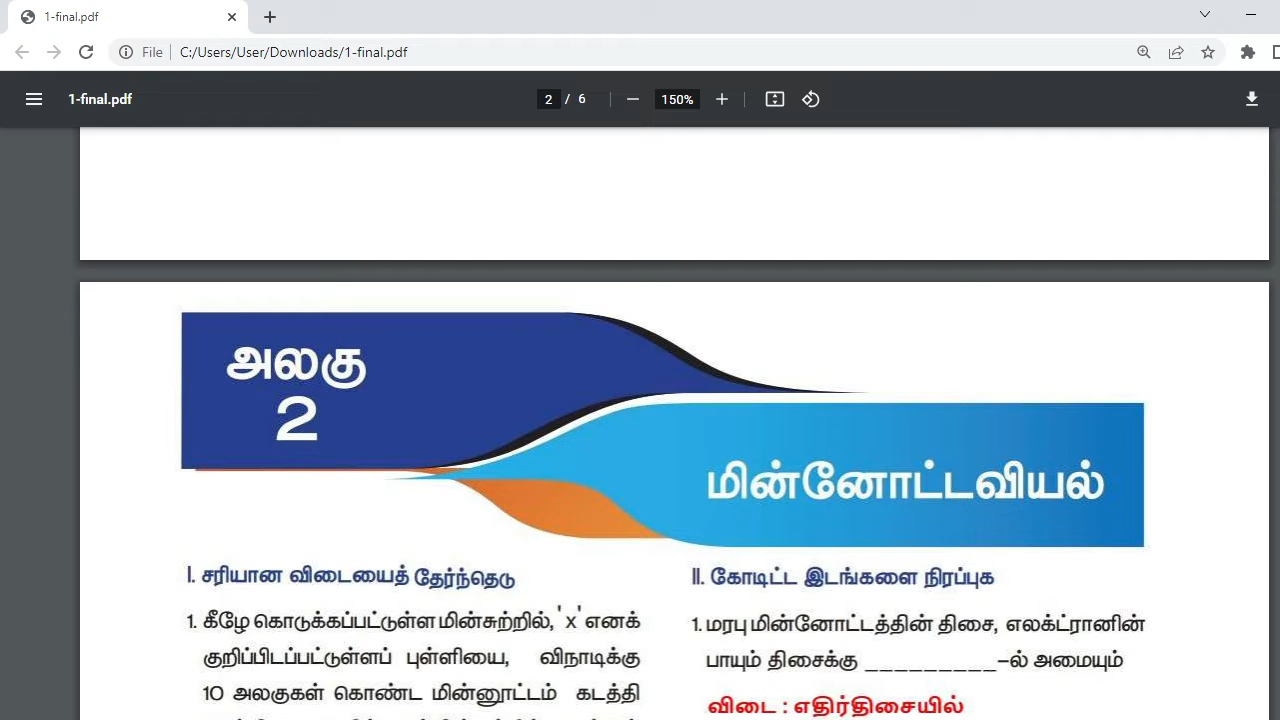 1-final.pdf
File
C:/Users/User/Downloads/1-final.pdf
1-final.pdf
2 / 6
150%
அலகு
2
மின்னோட்டவியல்
I. சரியான விடையைத் தேர்ந்தெடு
1. கீழே கொடுக்கப்பட்டுள்ள மின்சுற்றில், 'x' எனக்
குறிப்பிடப்பட்டுள்ளப் புள்ளியை, விநாடிக்கு
10 அலகுகள் கொண்ட மின்னூட்டம் கடத்தி
II. கோடிட்ட இடங்களை நிரப்புக
1. மரபு மின்னோட்டத்தின் திசை, எலக்ட்ரானின்
பாயும் திசைக்கு _________-ல் அமையும்
விடை : எதிர்திசையில்